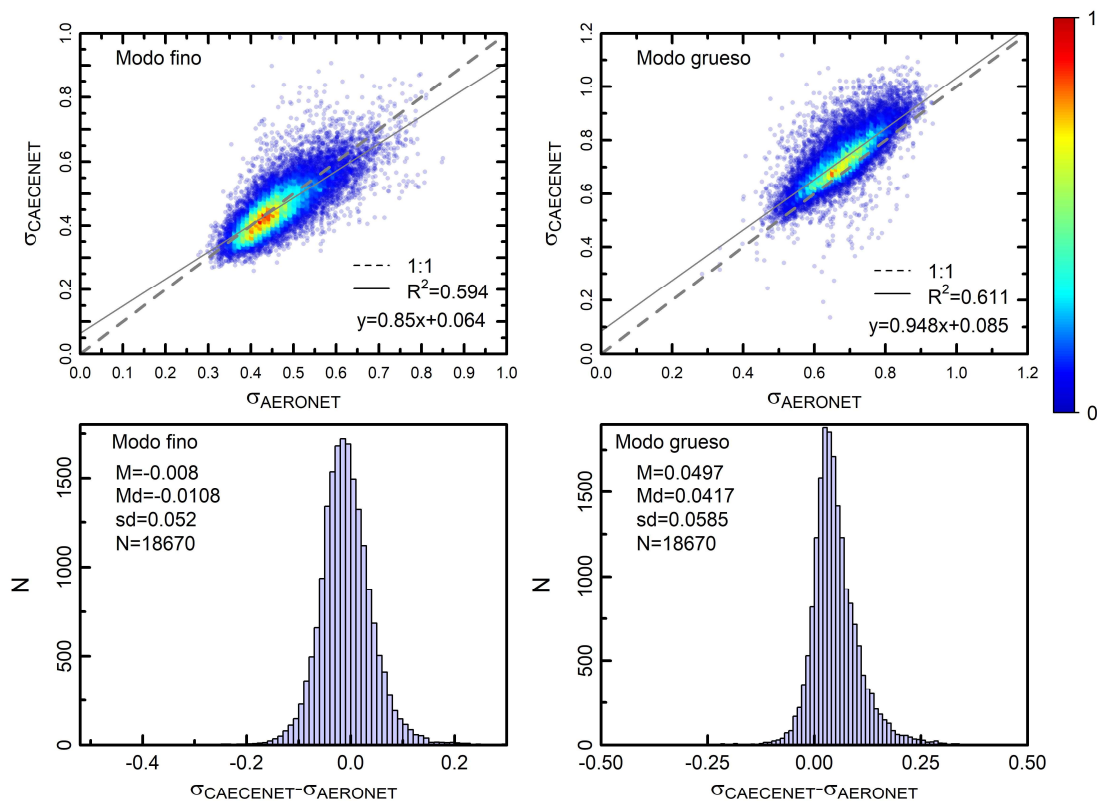 Modo fino
σCAECENET
1.0
0.8
0.6
0.4
0.2
0.0
--- 1:1
R²=0.594
y=0.85x+0.064
0.0 0.1 0.2 0.3 0.4 0.5 0.6 0.7 0.8 0.9 1.0
σAERONET
Modo grueso
σCAECENET
1.2
1.0
0.8
0.6
0.4
0.2
0.0
--- 1:1
R²=0.611
y=0.948x+0.085
0.0 0.2 0.4 0.6 0.8 1.0 1.2
σAERONET
1
0
Modo fino
M=-0.008
Md=-0.0108
sd=0.052
N=18670
N
1500
1000
500
0
-0.4 -0.2 0.0 0.2
σCAECENET-σAERONET
Modo grueso
M=0.0497
Md=0.0417
sd=0.0585
N=18670
N
1500
1000
500
0
-0.50 -0.25 0.00 0.25 0.50
σCAECENET-σAERONET